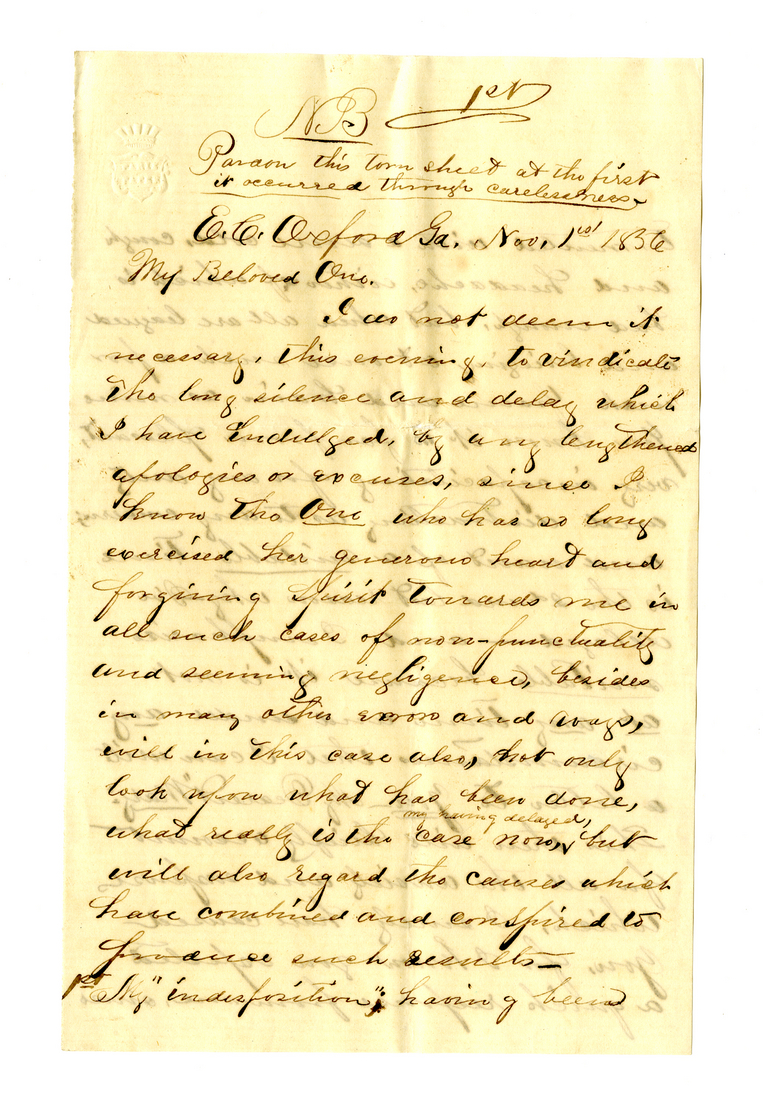 NB 1st
Pardon this torn sheet at the first
it occurred through carelessness
E. C. Oxford Ga. Nov. 1st 1856
My Beloved One.
I do not deem it
necessary, this evening, to vindicate
the long silence and delay which
I have Indulged, by any lengthened
apologies or excuses, since I
know the One who has so long
exercised her generous heart and
forgiving spirit towards me in
all such cases of non-punctuality
and seeming negligence, besides
in many other errors and ways,
will in this case also, not only
look upon what has been done,
my having delayed,
what really is the case now, but
will also regard the causes which
have combined and conspired to
produce such results—
1st My "indisposition"; having been